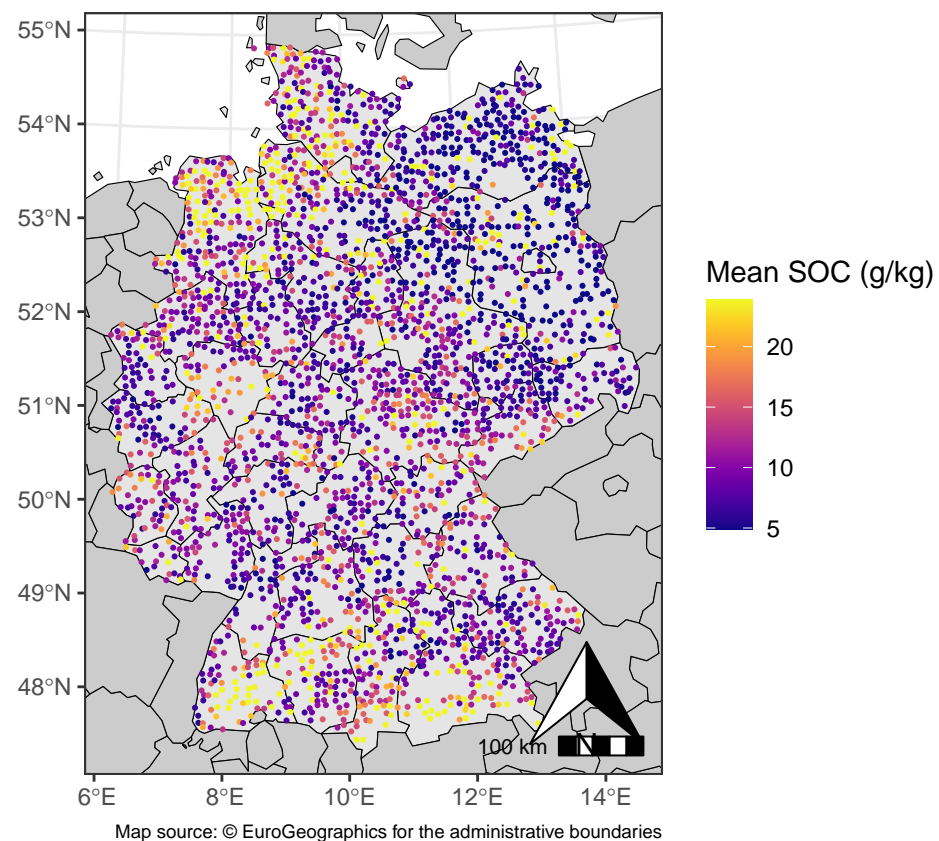 55°N
54°N
53°N
52°N
51°N
50°N
49°N
48°N
6°E 8°E 10°E 12°E 14°E
Mean SOC (g/kg)
20
15
10
5
100 km
N
Map source: © EuroGeographics for the administrative boundaries